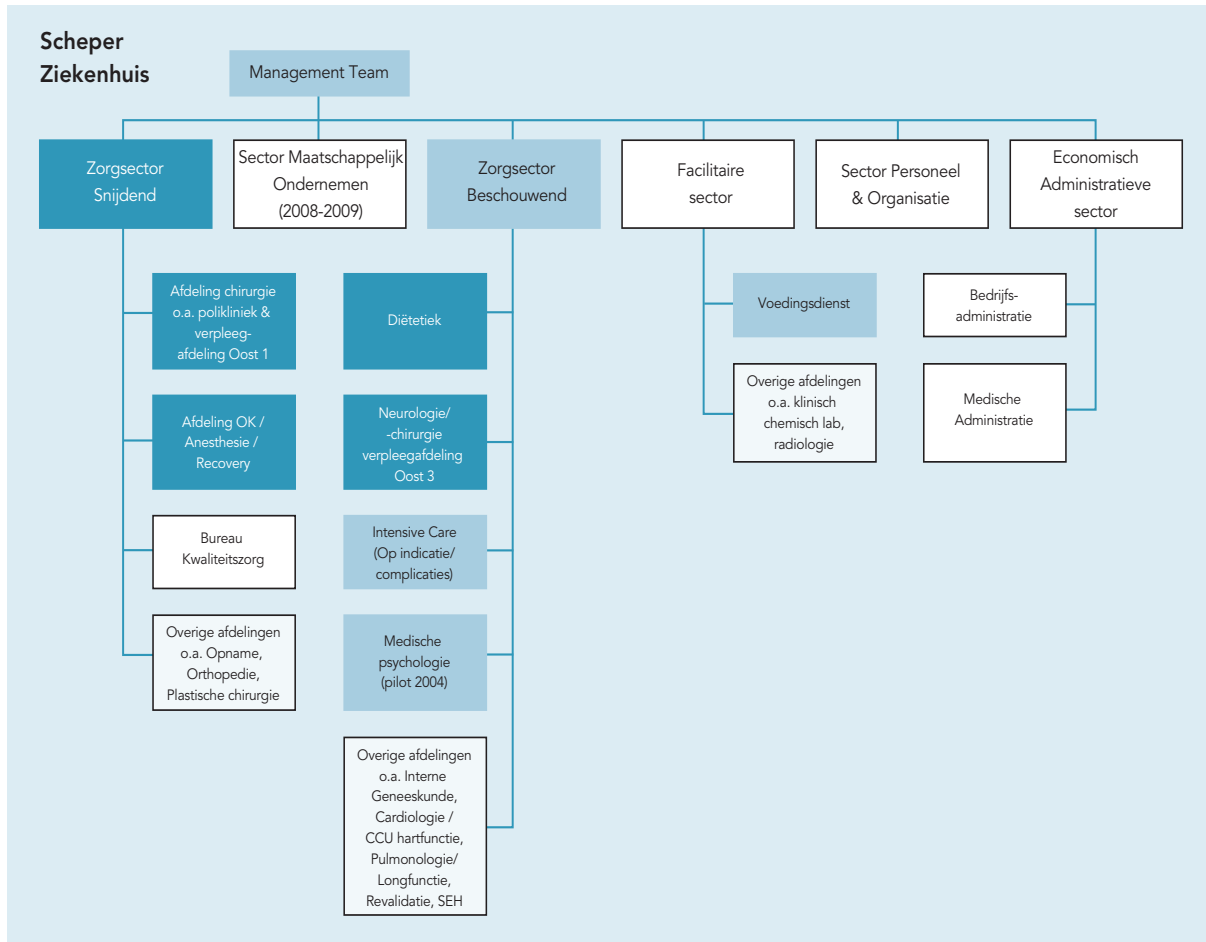 Scheper
Ziekenhuis
Management Team
Zorgsector
Snijdend
Sector Maatschappelijk
Ondernemen
(2008-2009)
Zorgsector
Beschouwend
Facilitaire
sector
Sector Personeel
& Organisatie
Economisch
Administratieve
sector
Afdeling chirurgie
o.a. polikliniek &
verpleeg-
afdeling Oost 1
Afdeling OK /
Anesthesie /
Recovery
Bureau
Kwaliteitszorg
Overige afdelingen
o.a. Opname,
Orthopedie,
Plastische chirurgie
Diëtetiek
Neurologie/
-chirurgie
verpleegafdeling
Oost 3
Intensive Care
(Op indicatie/
complicaties)
Medische
psychologie
(pilot 2004)
Overige afdelingen
o.a. Interne
Geneeskunde,
Cardiologie /
CCU hartfunctie,
Pulmonologie/
Longfunctie,
Revalidatie, SEH
Voedingsdienst
Overige afdelingen
o.a. klinisch
chemisch lab,
radiologie
Bedrijfs-
administratie
Medische
Administratie